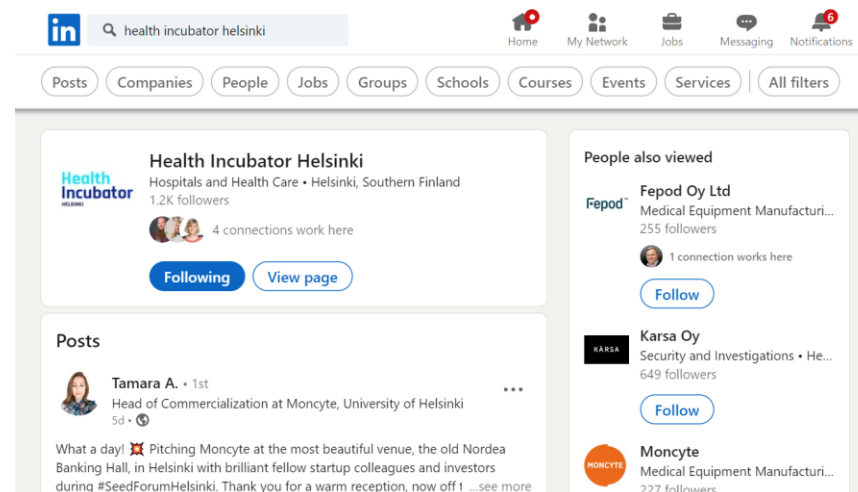 in
health incubator helsinki
Home
My Network
Jobs
Messaging
6
Notifications
Posts
Companies
People
Jobs
Groups
Schools
Courses
Events
Services
All filters
Health
Incubator
HELSINKI
Health Incubator Helsinki
Hospitals and Health Care • Helsinki, Southern Finland
1.2K followers
4 connections work here
Following
View page
Posts
Tamara A. • 1st
Head of Commercialization at Moncyte, University of Helsinki
5d •
What a day! 💥 Pitching Moncyte at the most beautiful venue, the old Nordea
Banking Hall, in Helsinki with brilliant fellow startup colleagues and investors
during #SeedForumHelsinki. Thank you for a warm reception, now off t ...see more
People also viewed
Fepod™
Fepod Oy Ltd
Medical Equipment Manufacturi...
255 followers
1 connection works here
Follow
KÄRSA
Karsa Oy
Security and Investigations • He...
649 followers
Follow
MONCYTE
Moncyte
Medical Equipment Manufacturi...
227 followers